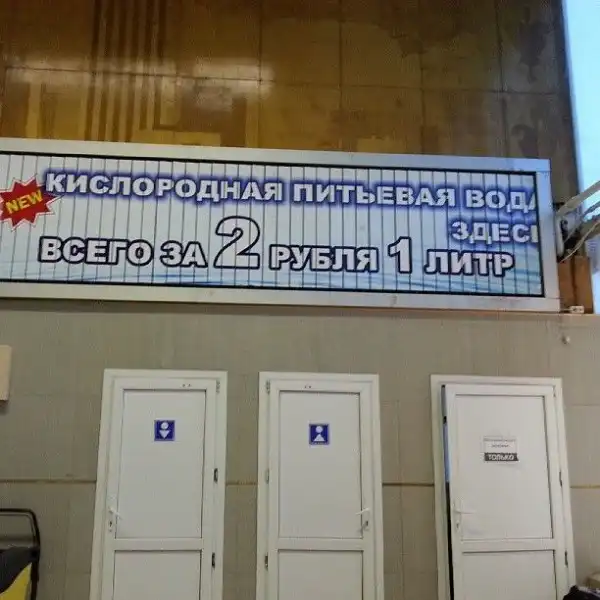 NEW
КИСЛОРОДНАЯ ПИТЬЕВАЯ ВОДА
ЗДЕСЬ
ВСЕГО ЗА 2 РУБЛЯ 1 ЛИТР
ТОЛЬКО